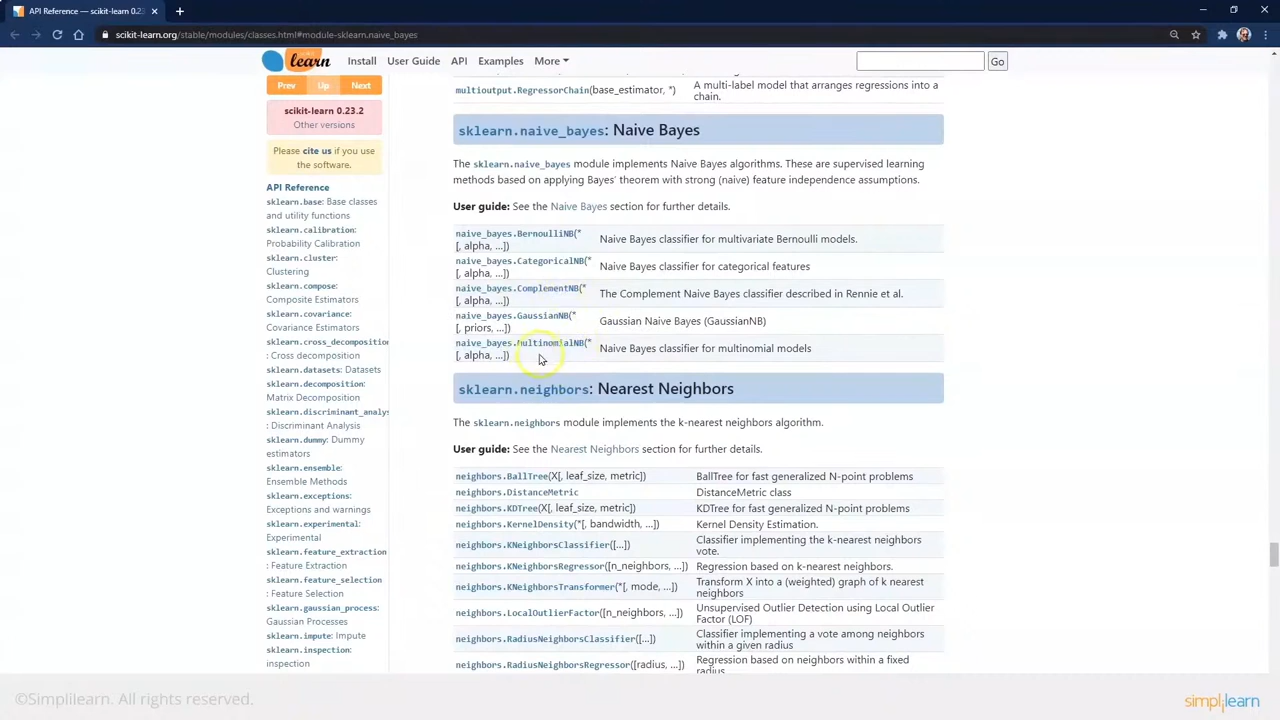 API Reference — scikit-learn 0.23
scikit-learn.org/stable/modules/classes.html#module-sklearn.naive_bayes
learn
Install
User Guide
API
Examples
More
Go
Prev
Up
Next
scikit-learn 0.23.2
Other versions
Please cite us if you use
the software.
API Reference
sklearn.base: Base classes
and utility functions
sklearn.calibration:
Probability Calibration
sklearn.cluster:
Clustering
sklearn.compose:
Composite Estimators
sklearn.covariance:
Covariance Estimators
sklearn.cross_decomposition
: Cross decomposition
sklearn.datasets: Datasets
sklearn.decomposition:
Matrix Decomposition
sklearn.discriminant_analys
: Discriminant Analysis
sklearn.dummy: Dummy
estimators
sklearn.ensemble:
Ensemble Methods
sklearn.exceptions:
Exceptions and warnings
sklearn.experimental:
Experimental
sklearn.feature_extraction
: Feature Extraction
sklearn.feature_selection
: Feature Selection
sklearn.gaussian_process:
Gaussian Processes
sklearn.impute: Impute
sklearn.inspection:
inspection
multioutput.RegressorChain(base_estimator, *)
A multi-label model that arranges regressions into a
chain.
sklearn.naive_bayes: Naive Bayes
The sklearn.naive_bayes module implements Naive Bayes algorithms. These are supervised learning
methods based on applying Bayes' theorem with strong (naive) feature independence assumptions.
User guide: See the Naive Bayes section for further details.
naive_bayes.BernoulliNB(*
[, alpha, ...])
Naive Bayes classifier for multivariate Bernoulli models.
naive_bayes.CategoricalNB(*
[, alpha, ...])
Naive Bayes classifier for categorical features
naive_bayes.ComplementNB(*
[, alpha, ...])
The Complement Naive Bayes classifier described in Rennie et al.
naive_bayes.GaussianNB(*
[, priors, ...])
Gaussian Naive Bayes (GaussianNB)
naive_bayes.MultinomialNB(*
[, alpha, ...])
Naive Bayes classifier for multinomial models
sklearn.neighbors: Nearest Neighbors
The sklearn.neighbors module implements the k-nearest neighbors algorithm.
User guide: See the Nearest Neighbors section for further details.
neighbors.BallTree(X[, leaf_size, metric])
BallTree for fast generalized N-point problems
neighbors.DistanceMetric
DistanceMetric class
neighbors.KDTree(X[, leaf_size, metric])
KDTree for fast generalized N-point problems
neighbors.KernelDensity(*[, bandwidth, ...])
Kernel Density Estimation.
neighbors.KNeighborsClassifier([...])
Classifier implementing the k-nearest neighbors
vote.
neighbors.KNeighborsRegressor([n_neighbors, ...])
Regression based on k-nearest neighbors.
neighbors.KNeighborsTransformer(*[, mode, ...])
Transform X into a (weighted) graph of k nearest
neighbors
neighbors.LocalOutlierFactor([n_neighbors, ...])
Unsupervised Outlier Detection using Local Outlier
Factor (LOF)
neighbors.RadiusNeighborsClassifier([...])
Classifier implementing a vote among neighbors
within a given radius
neighbors.RadiusNeighborsRegressor([radius, ...])
Regression based on neighbors within a fixed
radius.
©Simplilearn. All rights reserved.
simplilearn